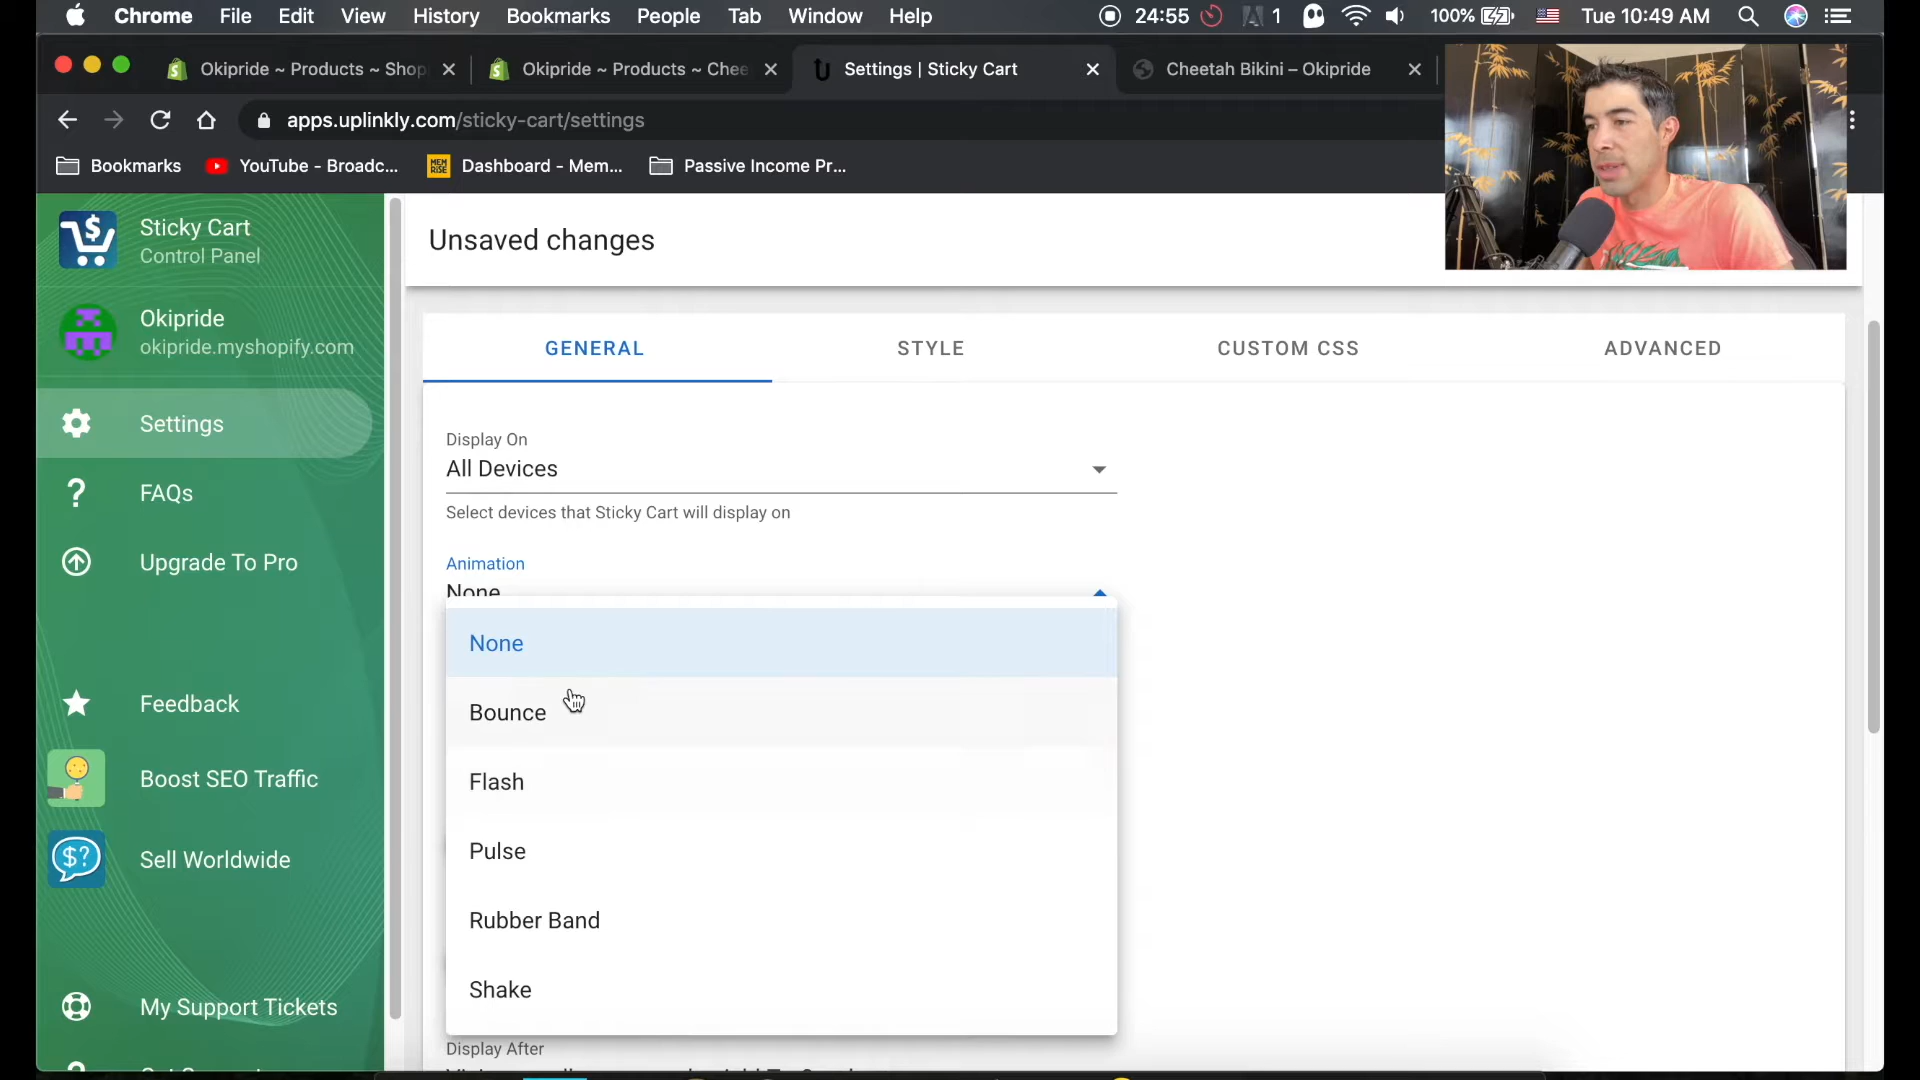 Chrome File Edit View History Bookmarks People Tab Window Help 24:55 1 100% Tue 10:49 AM
Okipride ~ Products ~ Shop Okipride ~ Products ~ Chee Settings | Sticky Cart Cheetah Bikini – Okipride
apps.uplinkly.com/sticky-cart/settings
Bookmarks YouTube - Broadc... MEM RISE Dashboard - Mem... Passive Income Pr...
Sticky Cart
Control Panel
Okipride
okipride.myshopify.com
Settings
FAQs
Upgrade To Pro
Feedback
Boost SEO Traffic
Sell Worldwide
My Support Tickets
Unsaved changes
GENERAL STYLE CUSTOM CSS ADVANCED
Display On
All Devices
Select devices that Sticky Cart will display on
Animation
None
None
Bounce
Flash
Pulse
Rubber Band
Shake
Display After